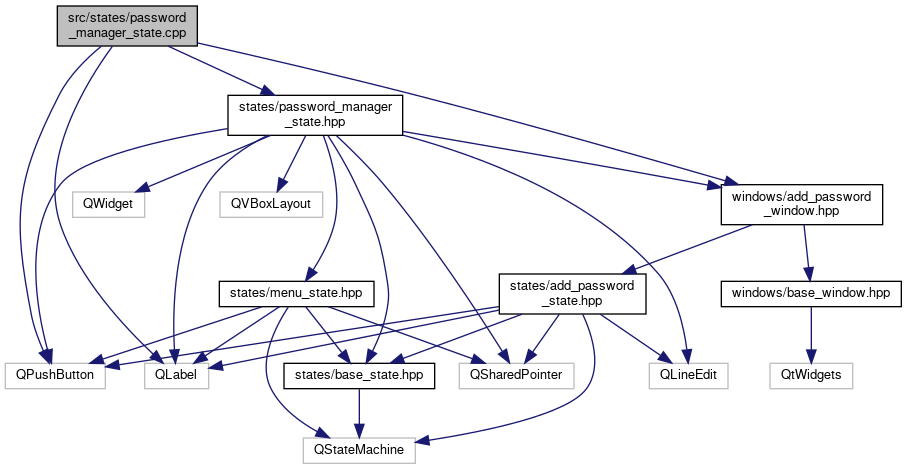 src/states/password
_manager_state.cpp
states/password_manager
_state.hpp
QWidget
QVBoxLayout
windows/add_password
_window.hpp
states/menu_state.hpp
states/add_password
_state.hpp
windows/base_window.hpp
QPushButton
QLabel
states/base_state.hpp
QSharedPointer
QLineEdit
QtWidgets
QStateMachine